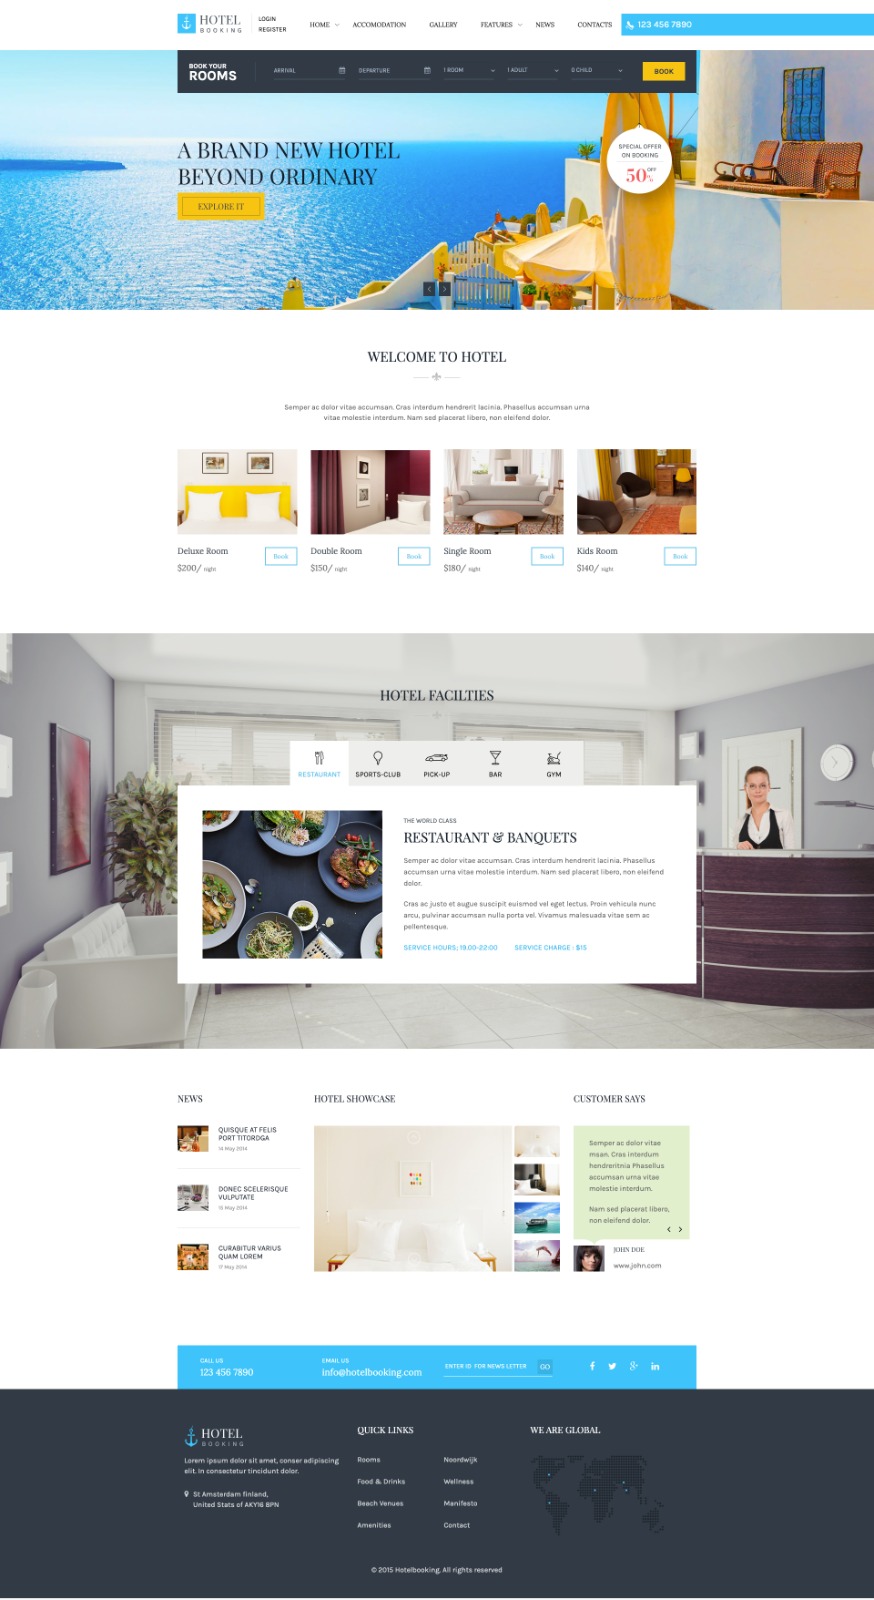 HOTEL
BOOKING
LOGIN
REGISTER
HOME
ACCOMODATION
GALLERY
FEATURES
NEWS
CONTACTS
123 456 7890
BOOK YOUR
ROOMS
ARRIVAL
DEPARTURE
1 ROOM
1 ADULT
0 CHILD
BOOK
A BRAND NEW HOTEL
BEYOND ORDINARY
EXPLORE IT
SPECIAL OFFER
ON BOOKING
50% OFF
WELCOME TO HOTEL
Semper ac dolor vitae accumsan. Cras interdum hendrerit lacinia. Phasellus accumsan urna
vitae molestie interdum. Nam sed placerat libero, non eleifend dolor.
Deluxe Room
$200/ night
Book
Double Room
$150/ night
Book
Single Room
$180/ night
Book
Kids Room
$140/ night
Book
HOTEL FACILTIES
RESTAURANT
SPORTS-CLUB
PICK-UP
BAR
GYM
THE WORLD CLASS
RESTAURANT & BANQUETS
Semper ac dolor vitae accumsan. Cras interdum hendrerit lacinia. Phasellus
accumsan urna vitae molestie interdum. Nam sed placerat libero, non eleifend
dolor.
Cras ac justo et augue suscipit euismod vel eget lectus. Proin vehicula nunc
arcu, pulvinar accumsan nulla porta vel. Vivamus malesuada vitae sem ac
pellentesque.
SERVICE HOURS; 19.00-22:00
SERVICE CHARGE : $15
NEWS
QUISQUE AT FELIS
PORT TITORDGA
14 May 2014
DONEC SCELERISQUE
VULPUTATE
15 May 2014
CURABITUR VARIUS
QUAM LOREM
17 May 2014
HOTEL SHOWCASE
CUSTOMER SAYS
Semper ac dolor vitae
msan. Cras interdum
hendreritnia Phasellus
accumsan urna vitae
molestie interdum.
Nam sed placerat libero,
non eleifend dolor.
JOHN DOE
www.john.com
CALL US
123 456 7890
EMAIL US
info@hotelbooking.com
ENTER ID FOR NEWS LETTER
GO
HOTEL
BOOKING
Lorem ipsum dolor sit amet, conser adipiscing
elit. In consectetur tincidunt dolor.
St Amsterdam finland,
United Stats of AKY16 8PN
QUICK LINKS
Rooms
Food & Drinks
Beach Venues
Amenities
Noordwijk
Wellness
Manifesto
Contact
WE ARE GLOBAL
© 2015 Hotelbooking. All rights reserved